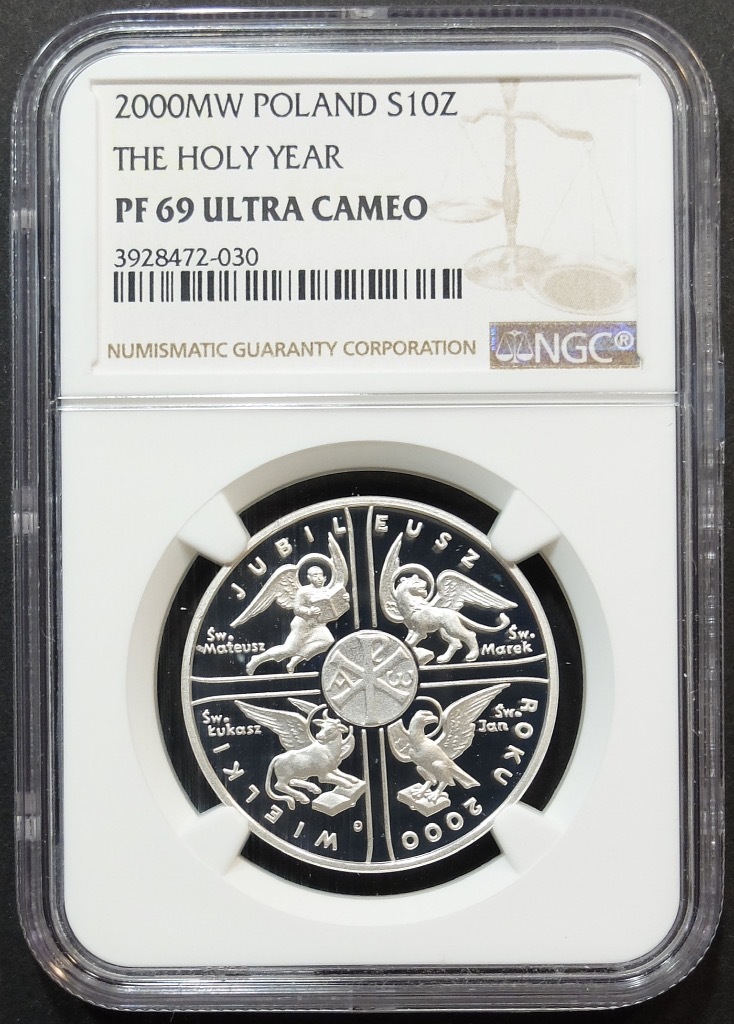 2000MW POLAND S10Z
THE HOLY YEAR
PF 69 ULTRA CAMEO
3928472-030
NUMISMATIC GUARANTY CORPORATION
NGC®
WIELKI JUBILEUSZ ROKU 2000
Św. Mateusz
Św. Marek
Św. Łukasz
Św. Jan
G